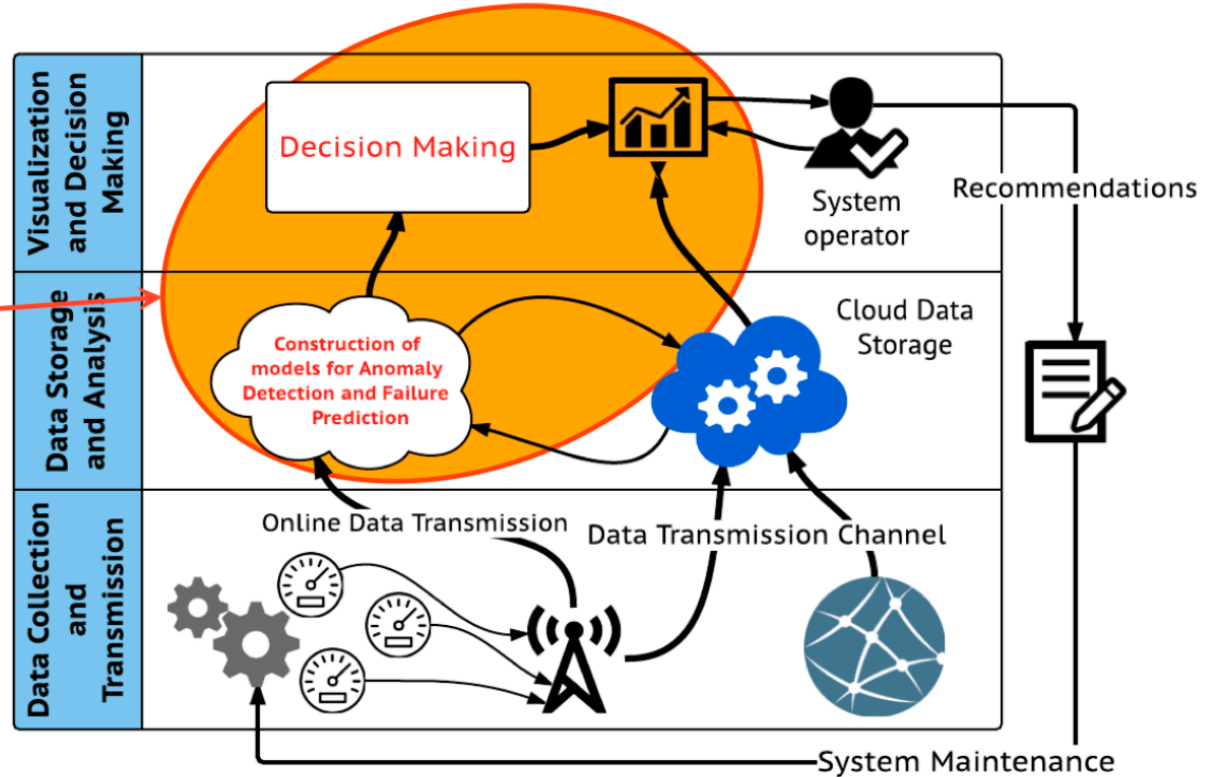 Visualization
and Decision
Making
Decision Making
System
operator
Recommendations
Data Storage
and Analysis
Construction of
models for Anomaly
Detection and Failure
Prediction
Cloud Data
Storage
Data Collection
and
Transmission
Online Data Transmission
Data Transmission Channel
System Maintenance